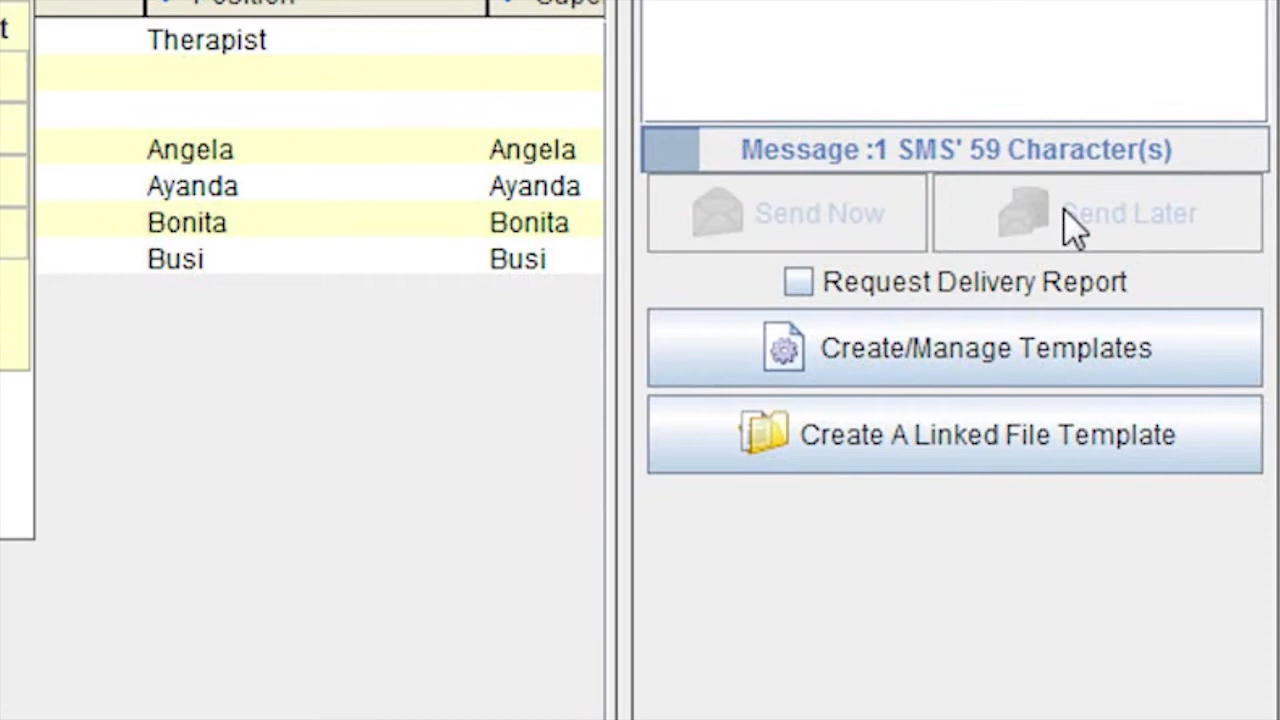 Position
t
Therapist
Angela Angela
Ayanda Ayanda
Bonita Bonita
Busi Busi
Message :1 SMS' 59 Character(s)
Send Now
Send Later
Request Delivery Report
Create/Manage Templates
Create A Linked File Template